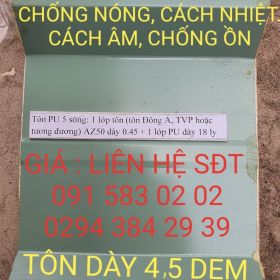 CHỐNG NÓNG, CÁCH NHIỆT
CÁCH ÂM, CHỐNG ỒN
Tôn PU 5 sóng: 1 lớp tôn (tôn Đông Á, TVP hoặc
tương đương) AZ50 dày 0.45 + 1 lớp PU dày 18 ly
GIÁ : LIÊN HỆ SĐT
091 583 02 02
0294 384 29 39
TÔN DÀY 4,5 DEM